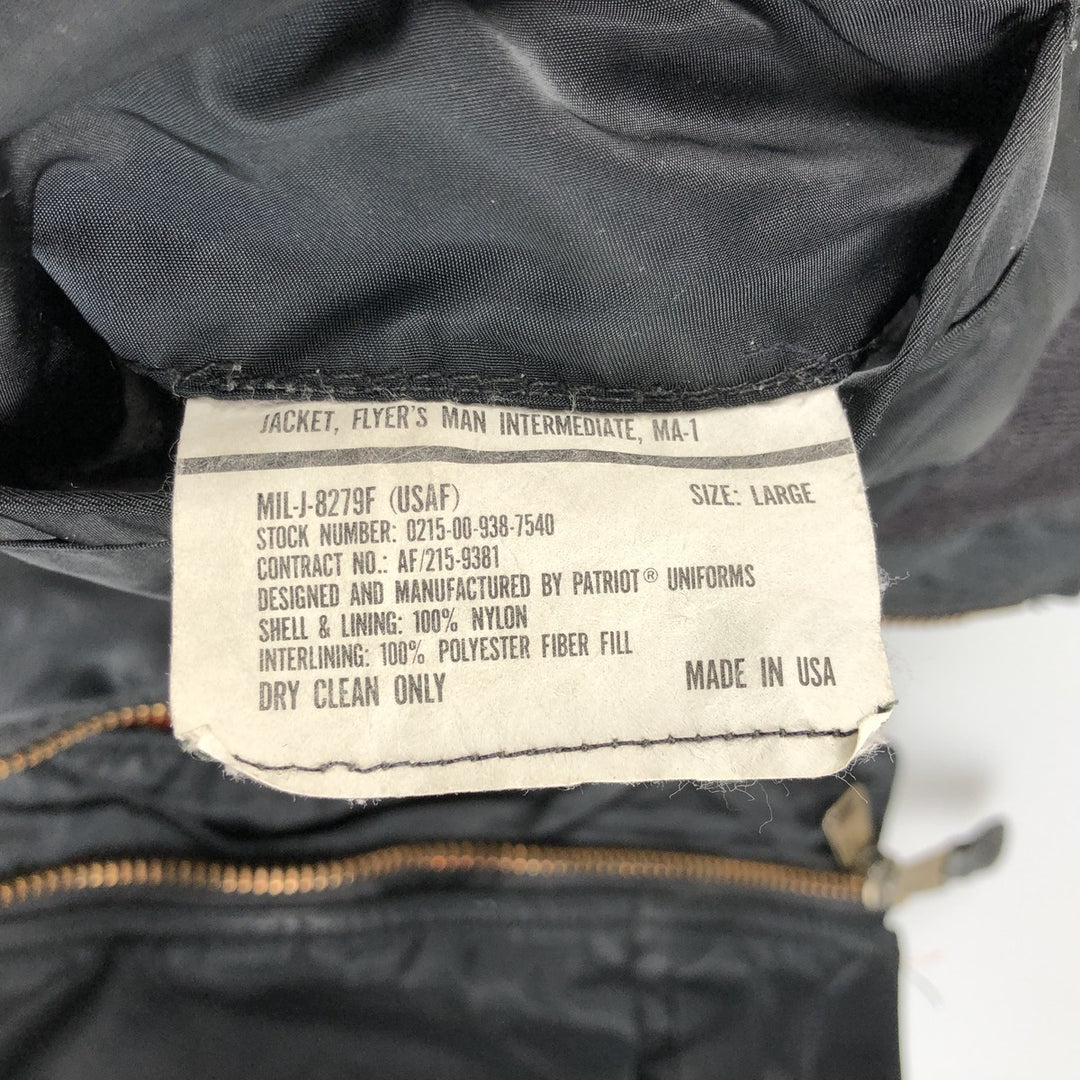 JACKET, FLYER'S MAN INTERMEDIATE, MA-1
MIL-J-8279F (USAF) SIZE: LARGE
STOCK NUMBER: 0215-00-938-7540
CONTRACT NO.: AF/215-9381
DESIGNED AND MANUFACTURED BY PATRIOT® UNIFORMS
SHELL & LINING: 100% NYLON
INTERLINING: 100% POLYESTER FIBER FILL
DRY CLEAN ONLY MADE IN USA